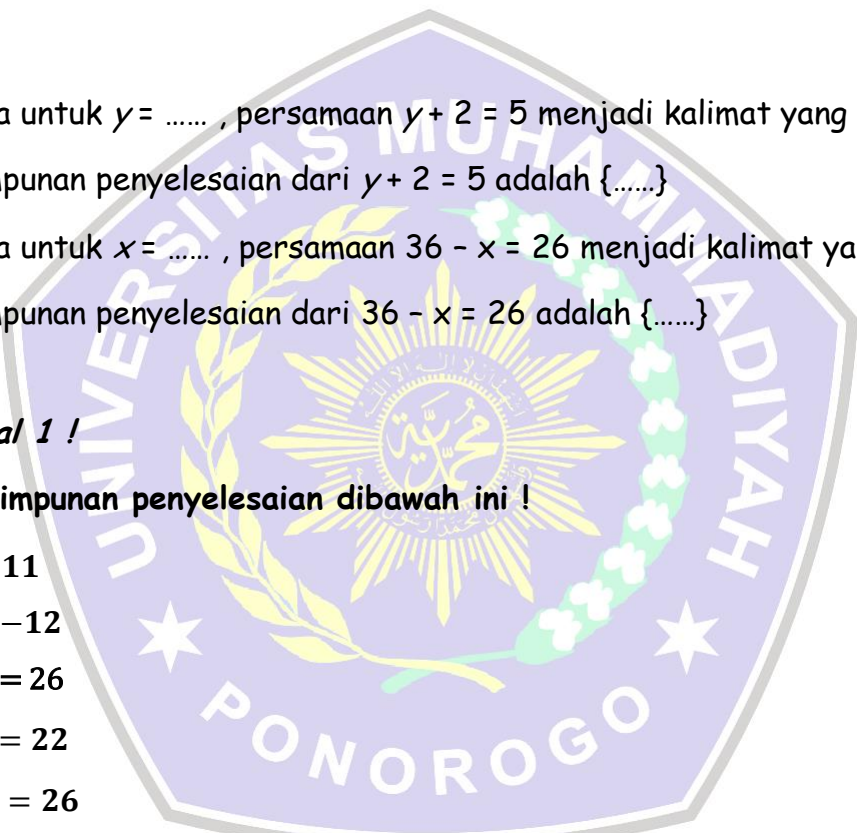 a untuk y = …… , persamaan y + 2 = 5 menjadi kalimat yang
punan penyelesaian dari y + 2 = 5 adalah {……}
a untuk x = …… , persamaan 36 – x = 26 menjadi kalimat ya
punan penyelesaian dari 36 – x = 26 adalah {……}
al 1 !
impunan penyelesaian dibawah ini !
11
−12
= 26
= 22
= 26
UNIVERSITAS MUHAMMADIYAH
PONOROGO